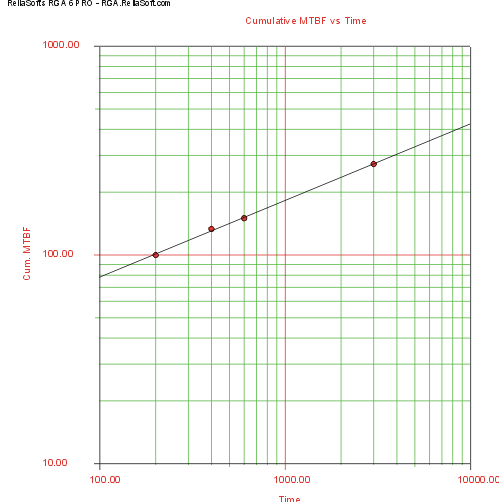 ReliaSoft's RGA 6 PRO - RGA.ReliaSoft.com
Cumulative MTBF vs Time
1000.00
Cum. MTBF
100.00
10.00
100.00
1000.00
10000.00
Time